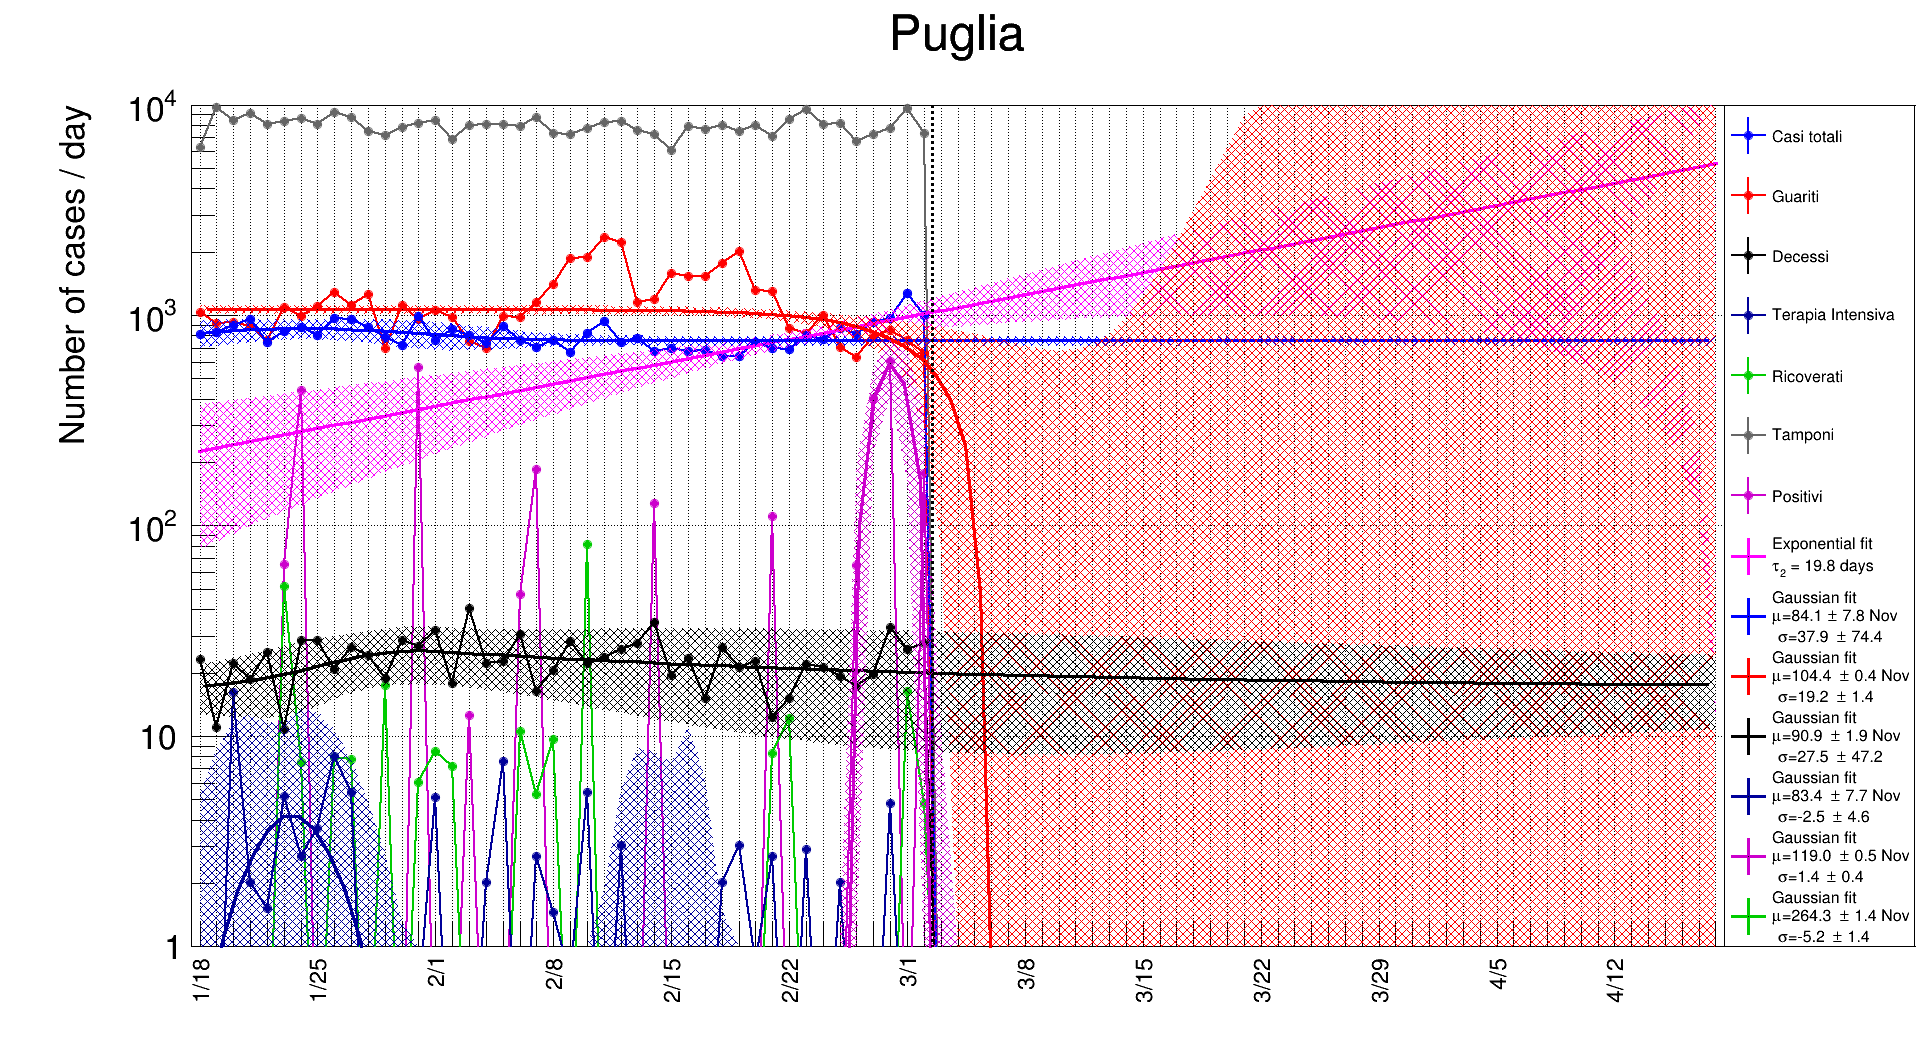 Puglia
Number of cases / day
10⁴
10³
10²
10
1
1/18
1/25
2/1
2/8
2/15
2/22
3/1
3/8
3/15
3/22
3/29
4/5
4/12
Casi totali
Guariti
Decessi
Terapia Intensiva
Ricoverati
Tamponi
Positivi
Exponential fit
τ₂ = 19.8 days
Gaussian fit
μ=84.1 ± 7.8 Nov
σ=37.9 ± 74.4
Gaussian fit
μ=104.4 ± 0.4 Nov
σ=19.2 ± 1.4
Gaussian fit
μ=90.9 ± 1.9 Nov
σ=27.5 ± 47.2
Gaussian fit
μ=83.4 ± 7.7 Nov
σ=-2.5 ± 4.6
Gaussian fit
μ=119.0 ± 0.5 Nov
σ=1.4 ± 0.4
Gaussian fit
μ=264.3 ± 1.4 Nov
σ=-5.2 ± 1.4